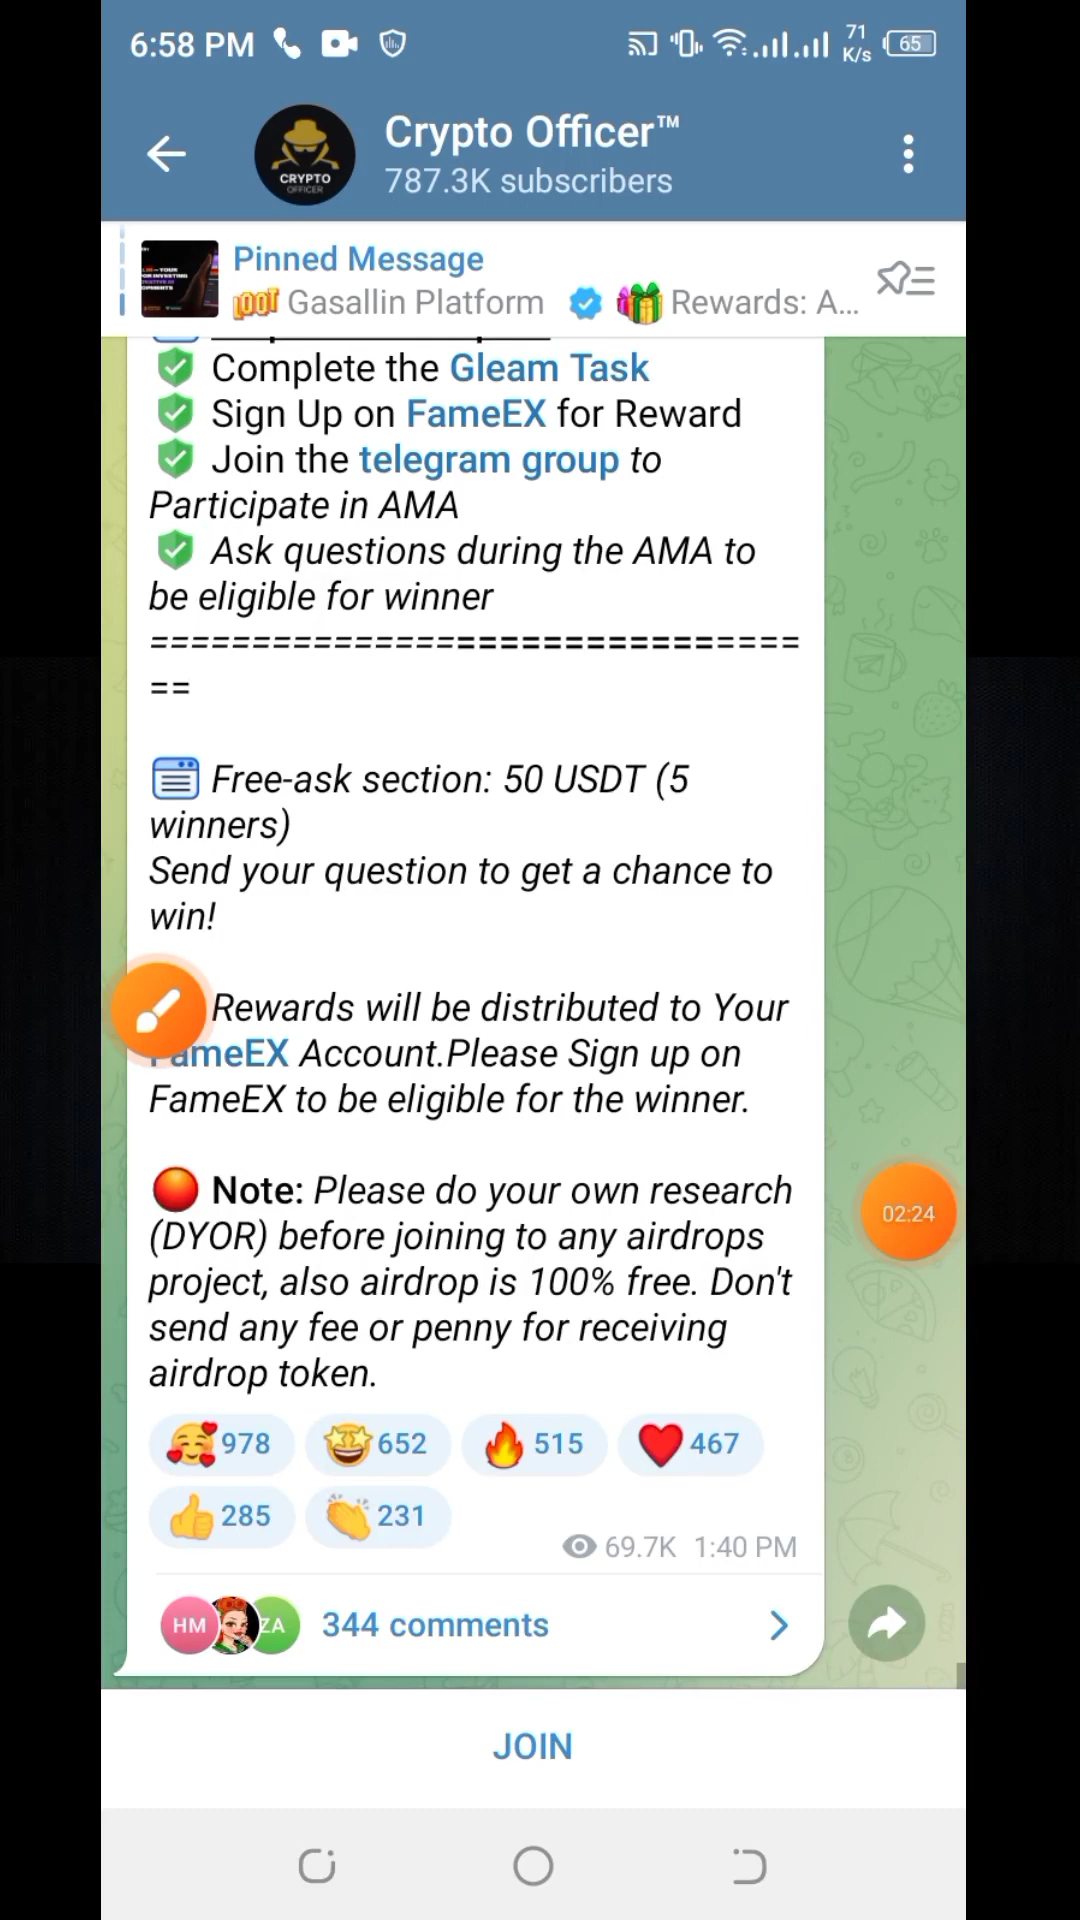 6:58 PM 71 K/s 65
Crypto Officer™
CRYPTO OFFICER
787.3K subscribers
Pinned Message
LOOT Gasallin Platform Rewards: A...
Complete the Gleam Task
Sign Up on FameEX for Reward
Join the telegram group to
Participate in AMA
Ask questions during the AMA to
be eligible for winner
======================================
==
Free-ask section: 50 USDT (5
winners)
Send your question to get a chance to
win!
Rewards will be distributed to Your
FameEX Account.Please Sign up on
FameEX to be eligible for the winner.
02:24
Note: Please do your own research
(DYOR) before joining to any airdrops
project, also airdrop is 100% free. Don't
send any fee or penny for receiving
airdrop token.
978 652 515 467
285 231
69.7K 1:40 PM
HM ZA 344 comments
JOIN